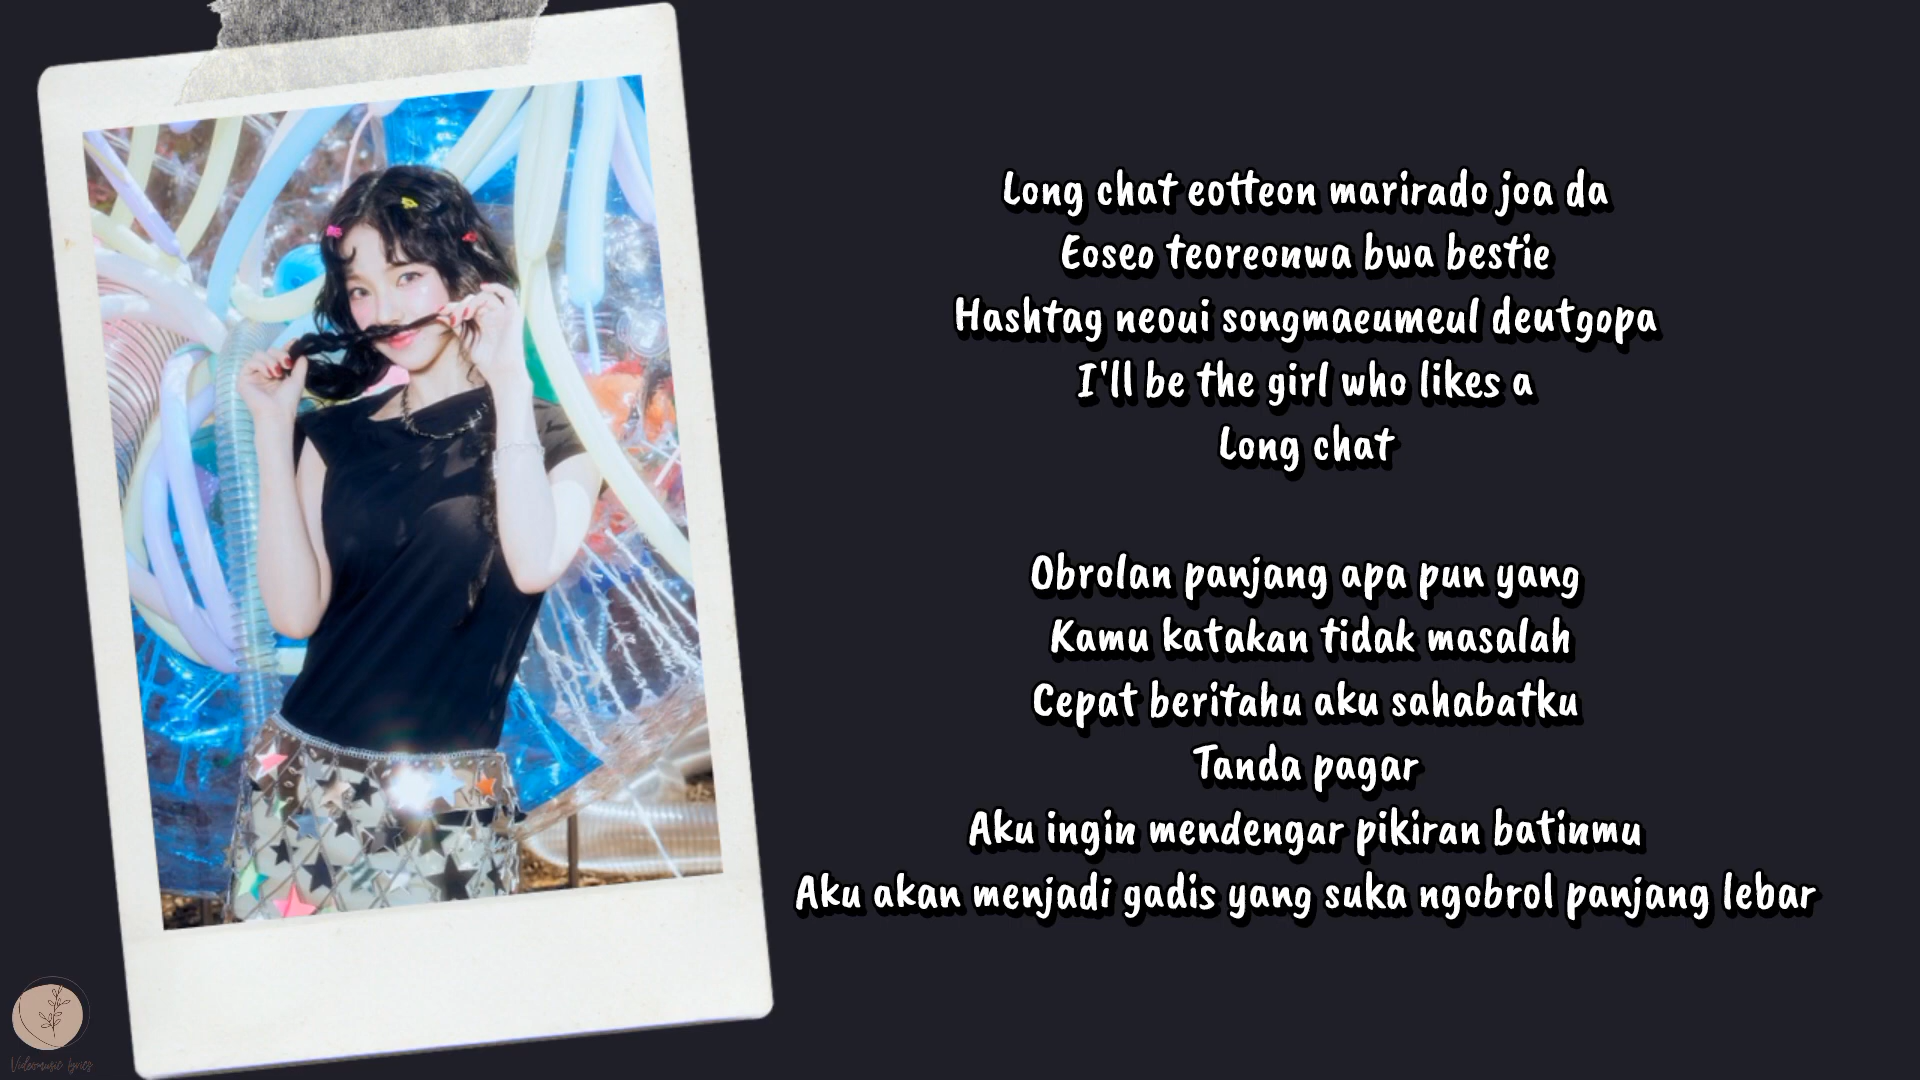 Long chat eotteon marirado joa da
Eoseo teoreonwa bwa bestie
Hashtag neoui songmaeumeul deutgopa
I'll be the girl who likes a
Long chat
Obrolan panjang apa pun yang
Kamu katakan tidak masalah
Cepat beritahu aku sahabatku
Tanda pagar
Aku ingin mendengar pikiran batinmu
Aku akan menjadi gadis yang suka ngobrol panjang lebar
Videomusic lyrics